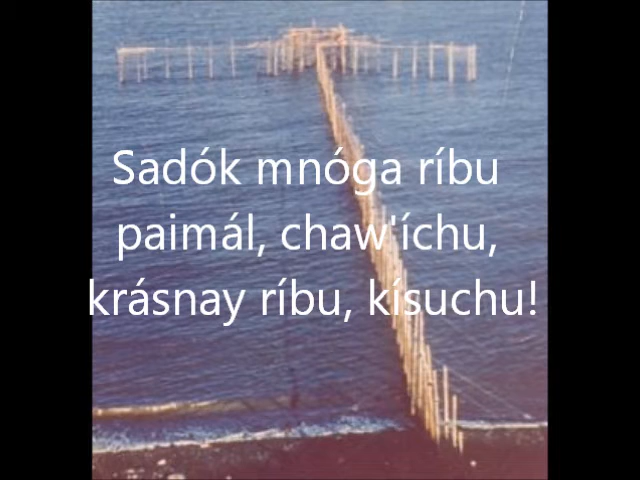 Sadók mnóga ríbu
paimál, chaw'íchu,
krásnay ríbu, kísuchu!